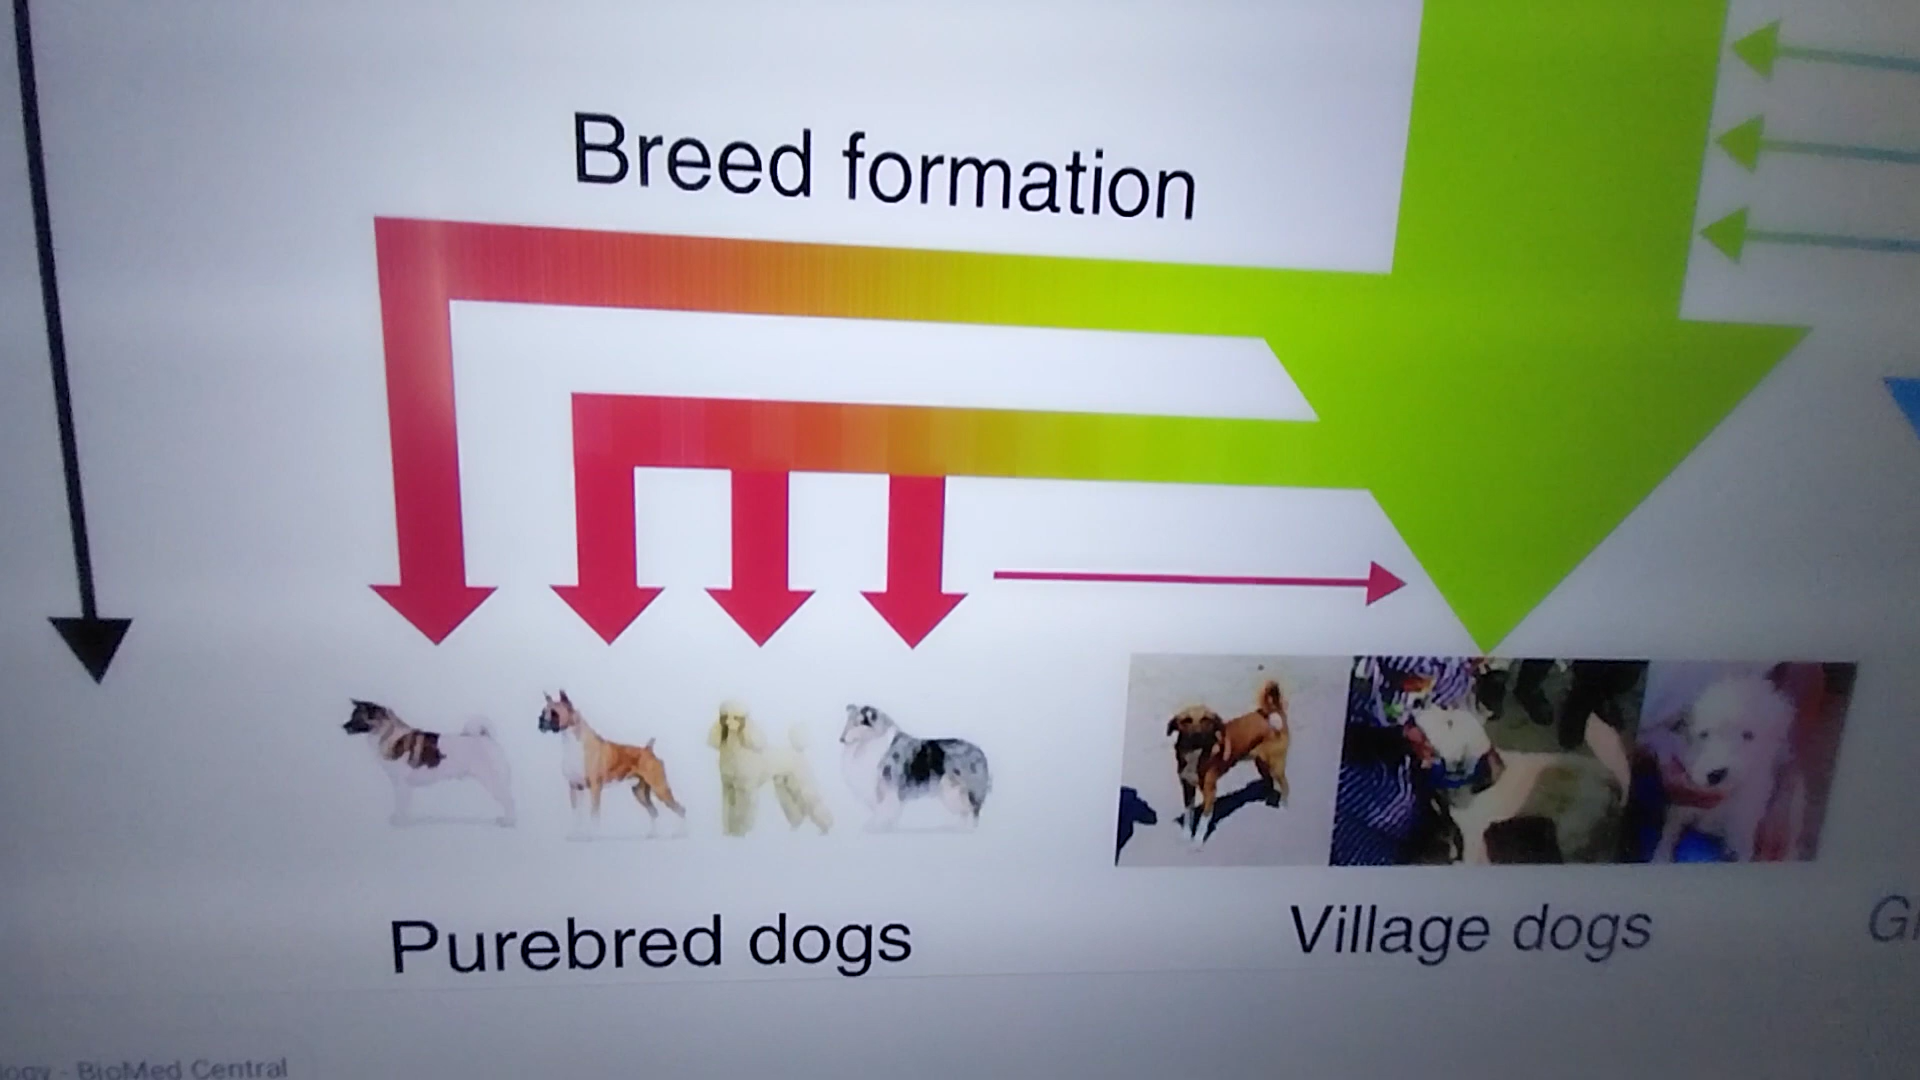 Breed formation
Purebred dogs
Village dogs
- BioMed Central